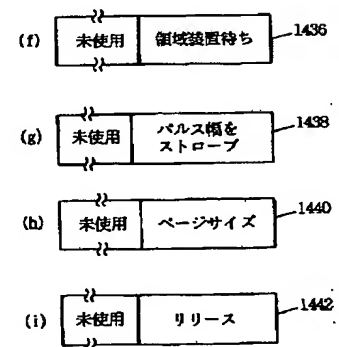 (f) 未使用 領域装置待ち 1436
(g) 未使用 パルス幅を ストローブ 1438
(h) 未使用 ページサイズ 1440
(i) 未使用 リリース 1442